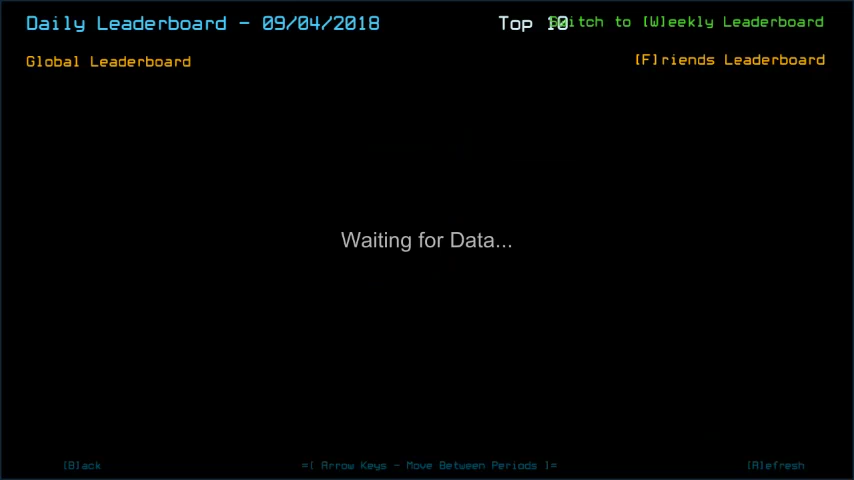 Daily Leaderboard - 09/04/2018
Top 10
Switch to [W]eekly Leaderboard
Global Leaderboard
[F]riends Leaderboard
Waiting for Data...
[B]ack
=[ Arrow Keys - Move Between Periods ]=
[R]efresh